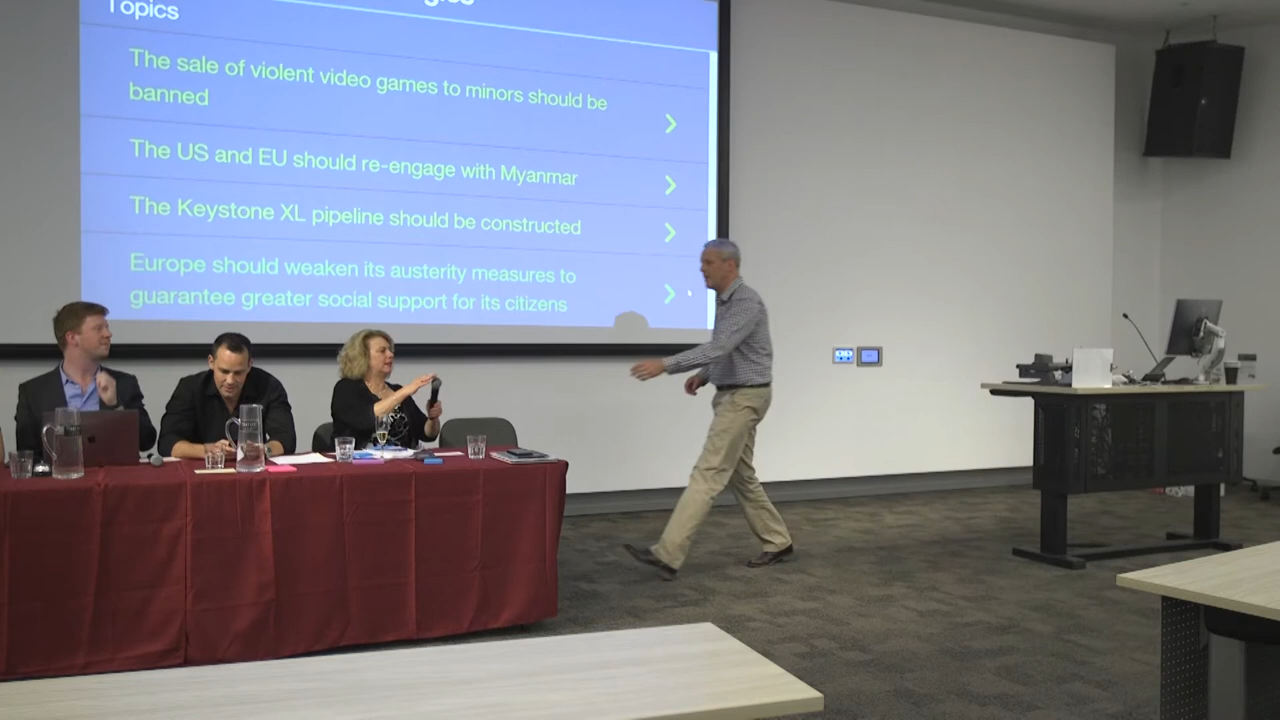 Topics
The sale of violent video games to minors should be
banned
The US and EU should re-engage with Myanmar
The Keystone XL pipeline should be constructed
Europe should weaken its austerity measures to
guarantee greater social support for its citizens